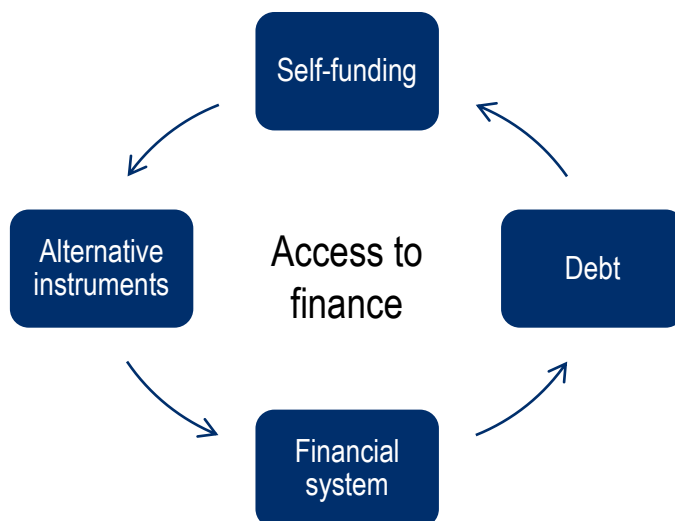 Self-funding
Alternative
instruments
Access to
finance
Debt
Financial
system